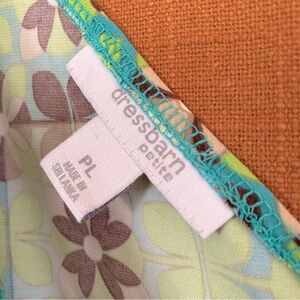 dressbarn
petite
PL
MADE IN
SRI LANKA